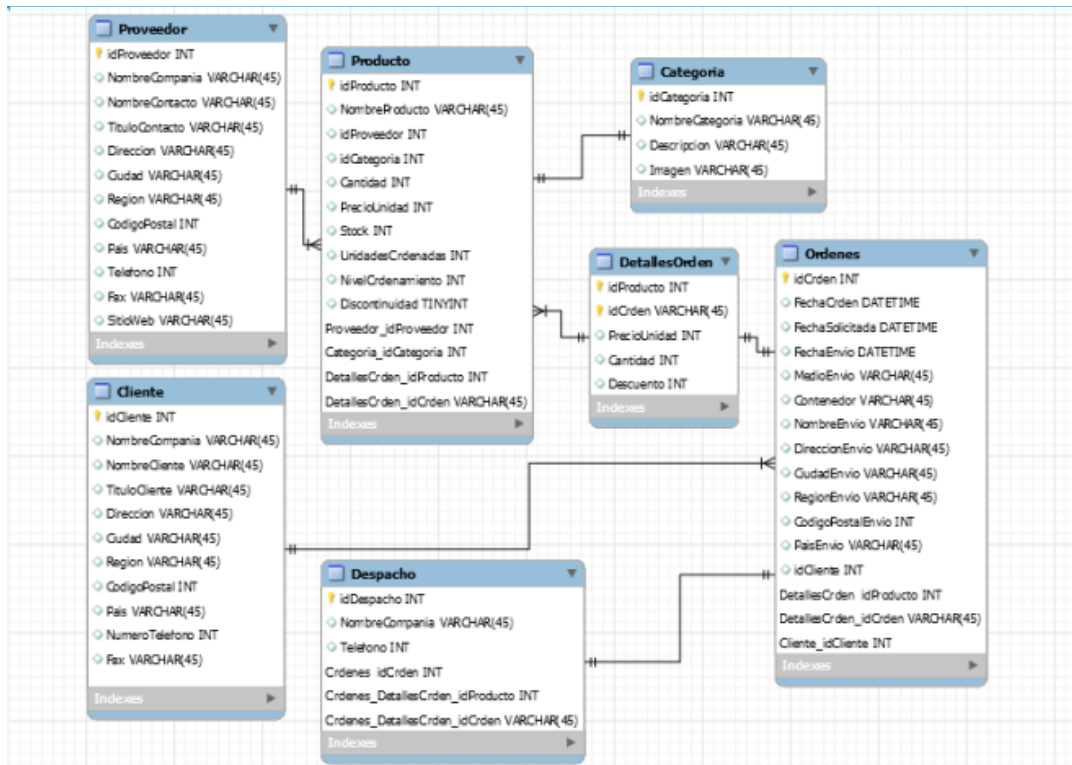 Proveedor
idProveedor INT
NombreCompania VARCHAR(45)
NombreContacto VARCHAR(45)
TituloContacto VARCHAR(45)
Direccion VARCHAR(45)
Ciudad VARCHAR(45)
Region VARCHAR(45)
CodigoPostal INT
Pais VARCHAR(45)
Telefono INT
Fax VARCHAR(45)
SitioWeb VARCHAR(45)
Indexes
Producto
idProducto INT
NombreProducto VARCHAR(45)
idProveedor INT
idCategoria INT
Cantidad INT
PrecioUnidad INT
Stock INT
UnidadesOrdenadas INT
NivelOrdenamiento INT
Discontinuidad TINYINT
Proveedor_idProveedor INT
Categoria_idCategoria INT
DetallesOrden_idProducto INT
DetallesOrden_idOrden VARCHAR(45)
Indexes
Categoria
idCategoria INT
NombreCategoria VARCHAR(45)
Descripcion VARCHAR(45)
Imagen VARCHAR(45)
Indexes
DetallesOrden
idProducto INT
idOrden VARCHAR(45)
PrecioUnidad INT
Cantidad INT
Descuento INT
Indexes
Ordenes
idOrden INT
FechaOrden DATETIME
FechaSolicitada DATETIME
FechaEnvio DATETIME
MedioEnvio VARCHAR(45)
Contenedor VARCHAR(45)
NombreEnvio VARCHAR(45)
DireccionEnvio VARCHAR(45)
CiudadEnvio VARCHAR(45)
RegionEnvio VARCHAR(45)
CodigoPostalEnvio INT
PaisEnvio VARCHAR(45)
idCliente INT
DetallesOrden_idProducto INT
DetallesOrden_idOrden VARCHAR(45)
Cliente_idCliente INT
Indexes
Cliente
idCliente INT
NombreCompania VARCHAR(45)
NombreCliente VARCHAR(45)
TituloCliente VARCHAR(45)
Direccion VARCHAR(45)
Ciudad VARCHAR(45)
Region VARCHAR(45)
CodigoPostal INT
Pais VARCHAR(45)
NumeroTelefono INT
Fax VARCHAR(45)
Indexes
Despacho
idDespacho INT
NombreCompania VARCHAR(45)
Telefono INT
Ordenes_idOrden INT
Ordenes_DetallesOrden_idProducto INT
Ordenes_DetallesOrden_idOrden VARCHAR(45)
Indexes